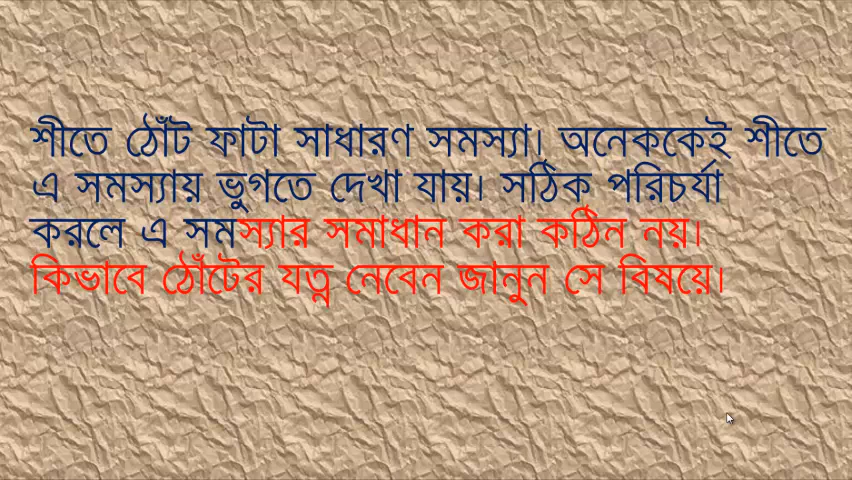 শীতে ঠোঁট ফাটা সাধারণ সমস্যা। অনেককেই শীতে
এ সমস্যায় ভুগতে দেখা যায়। সঠিক পরিচর্যা
করলে এ সমস্যার সমাধান করা কঠিন নয়।
কিভাবে ঠোঁটের যত্ন নেবেন জানুন সে বিষয়ে।